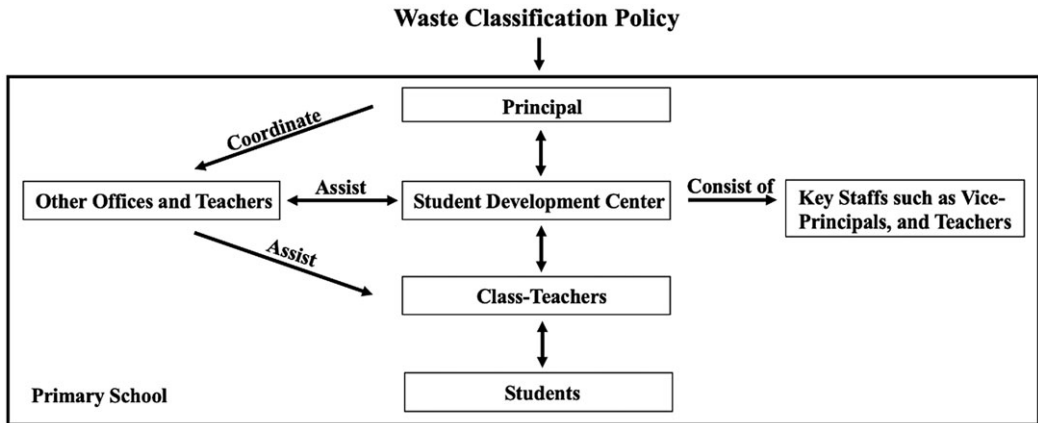 Waste Classification Policy
Principal
Coordinate
Other Offices and Teachers
Assist
Student Development Center
Consist of
Key Staffs such as Vice-
Principals, and Teachers
Assist
Class-Teachers
Students
Primary School